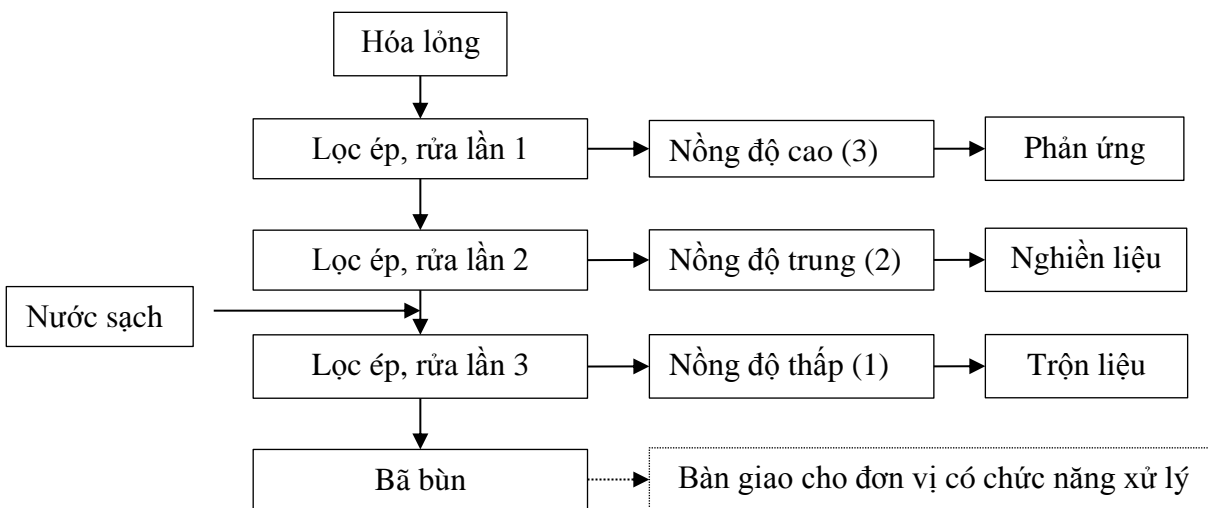 Hóa lỏng
Lọc ép, rửa lần 1
Nồng độ cao (3)
Phản ứng
Lọc ép, rửa lần 2
Nồng độ trung (2)
Nghiền liệu
Nước sạch
Lọc ép, rửa lần 3
Nồng độ thấp (1)
Trộn liệu
Bã bùn
Bàn giao cho đơn vị có chức năng xử lý